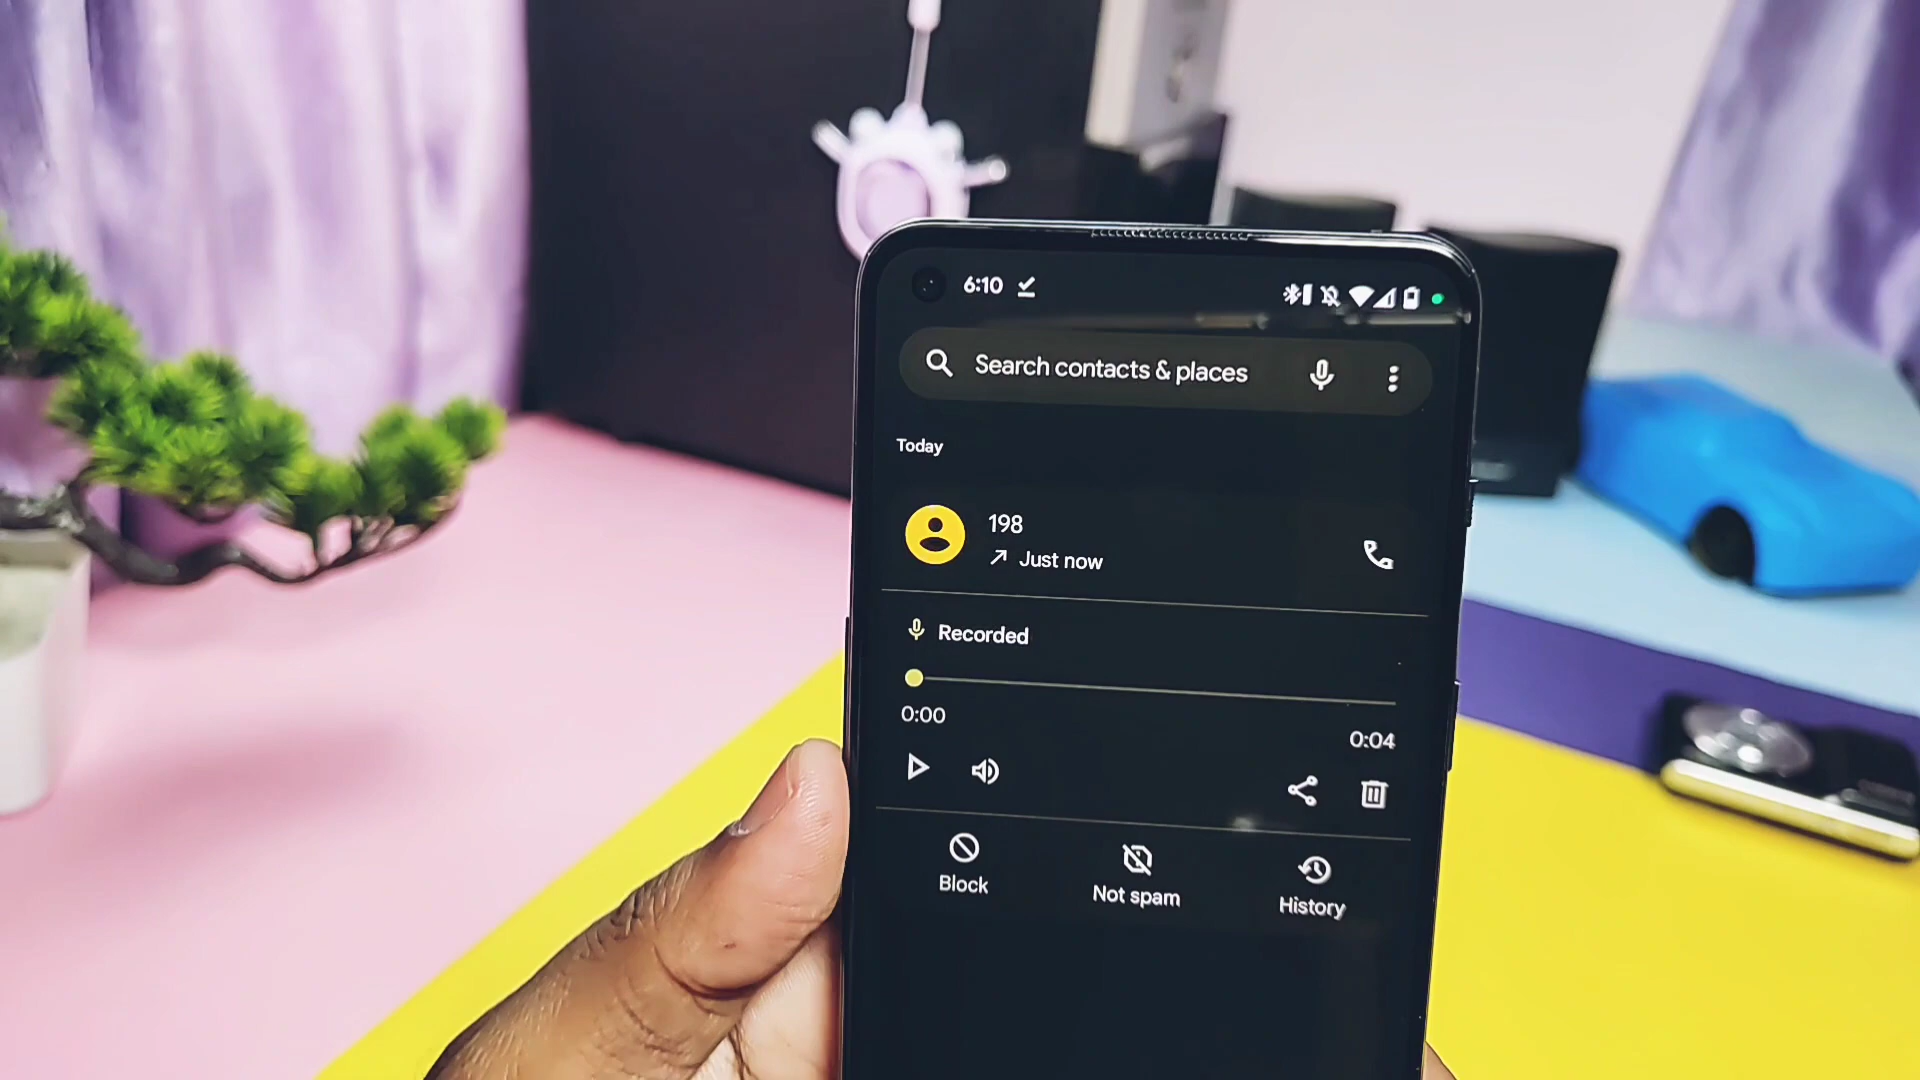 6:10
Search contacts & places
Today
198
Just now
Recorded
0:00
0:04
Block
Not spam
History